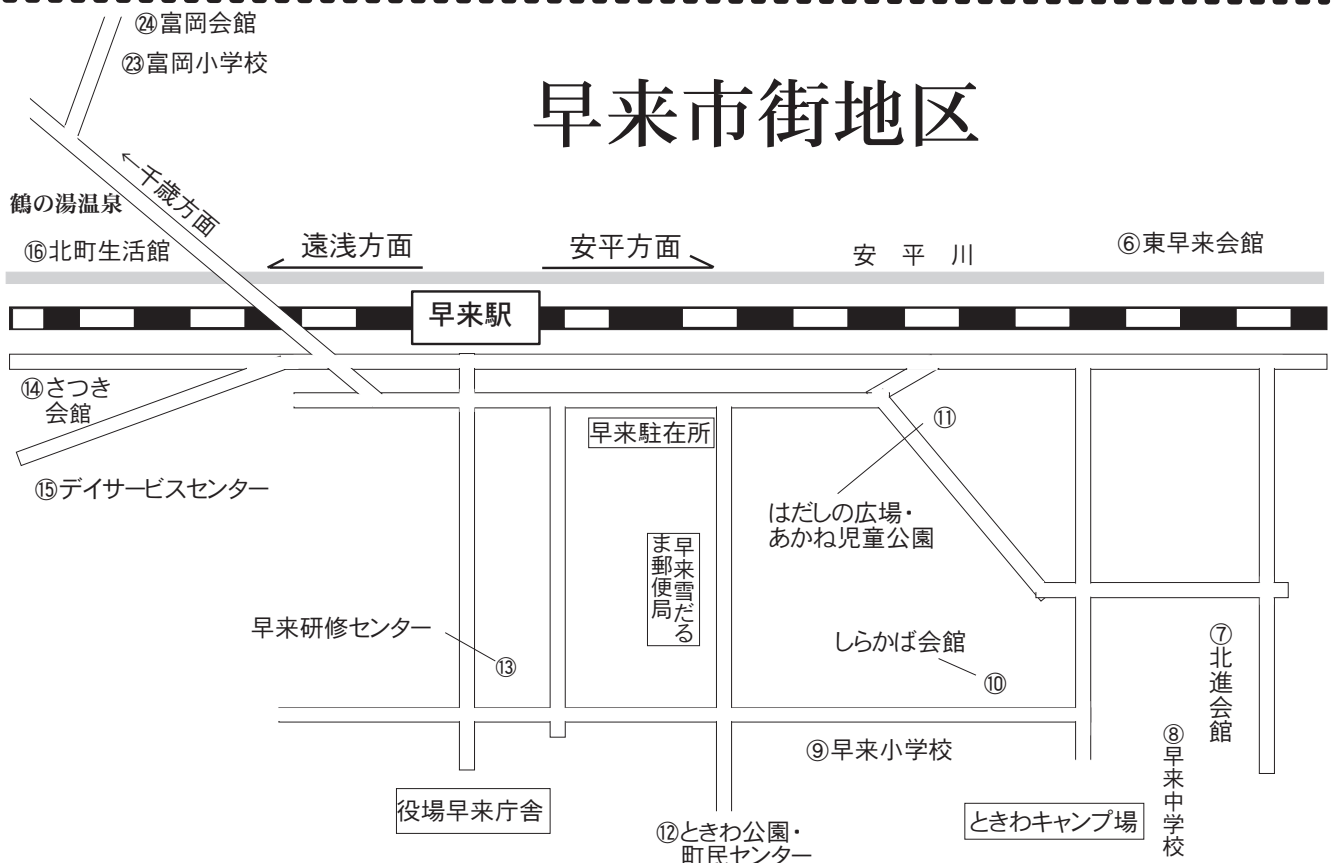 ㉔富岡会館
㉓富岡小学校
早来市街地区
←千歳方面
鶴の湯温泉
⑯北町生活館
遠浅方面
安平方面
安平川
⑥東早来会館
早来駅
⑭さつき
会館
早来駐在所
⑪
⑮デイサービスセンター
はだしの広場・
あかね児童公園
早来雪だる
ま郵便局
早来研修センター
⑬
しらかば会館
⑩
⑦北進会館
⑨早来小学校
⑧早来中学校
役場早来庁舎
⑫ときわ公園・
町民センター
ときわキャンプ場